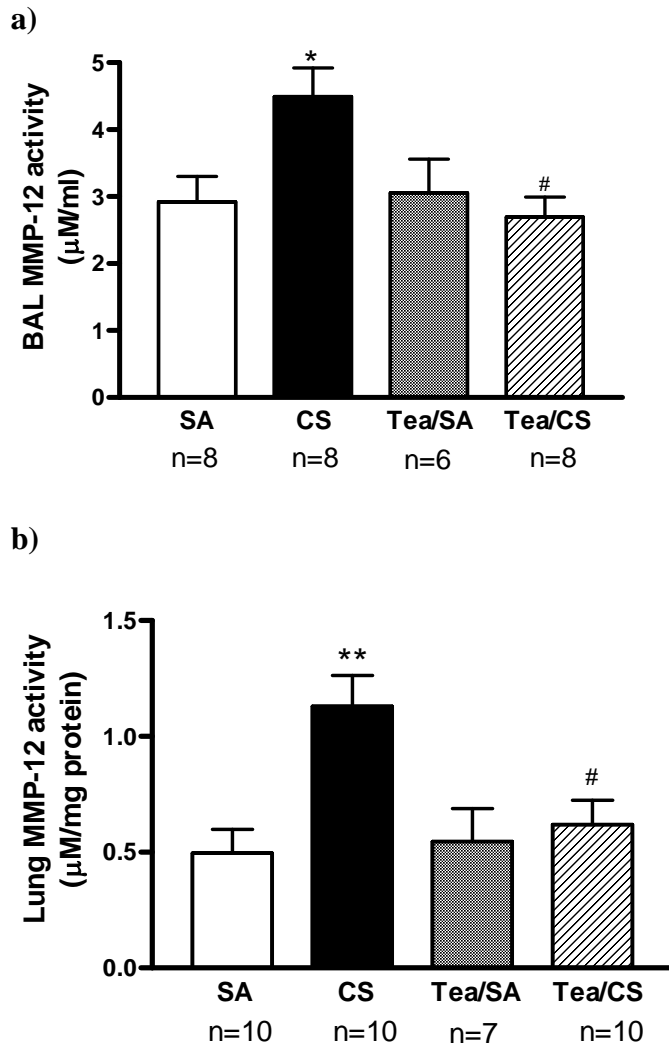 a)
BAL MMP-12 activity
(μM/ml)
5
4
3
2
1
0
*
#
SA CS Tea/SA Tea/CS
n=8 n=8 n=6 n=8
b)
Lung MMP-12 activity
(μM/mg protein)
1.5
1.0
0.5
0.0
**
#
SA CS Tea/SA Tea/CS
n=10 n=10 n=7 n=10